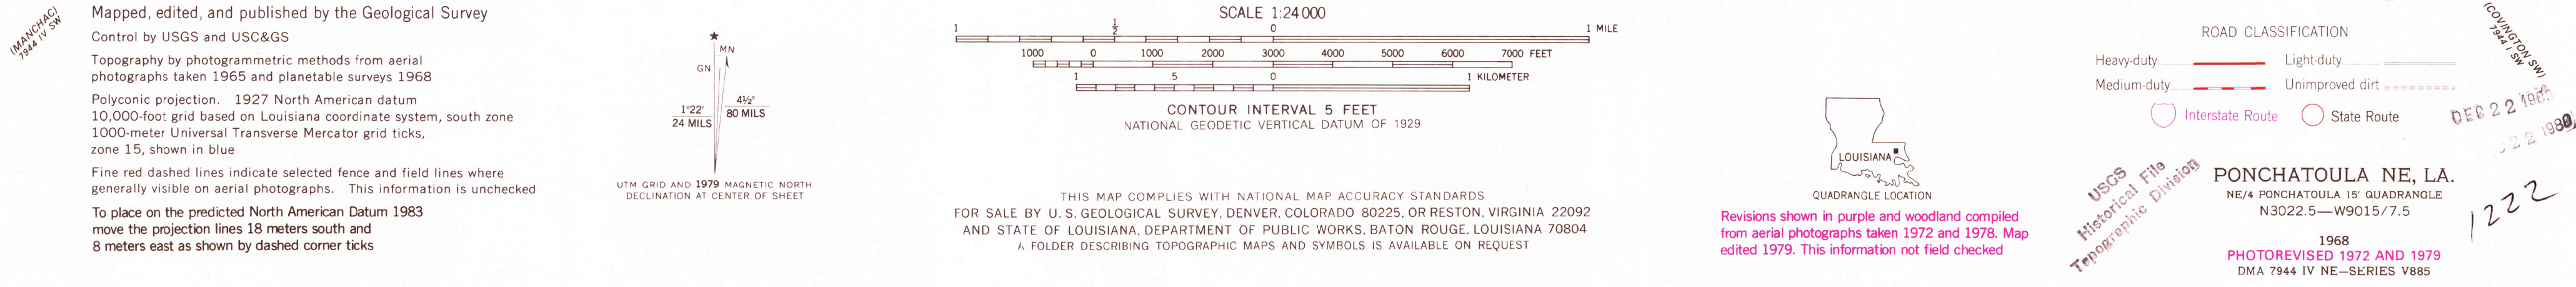 (MANCHAC)
7944 IV SW
Mapped, edited, and published by the Geological Survey
Control by USGS and USC&GS
Topography by photogrammetric methods from aerial
photographs taken 1965 and planetable surveys 1968
Polyconic projection. 1927 North American datum
10,000-foot grid based on Louisiana coordinate system, south zone
1000-meter Universal Transverse Mercator grid ticks,
zone 15, shown in blue
Fine red dashed lines indicate selected fence and field lines where
generally visible on aerial photographs. This information is unchecked
To place on the predicted North American Datum 1983
move the projection lines 18 meters south and
8 meters east as shown by dashed corner ticks
MN
GN
1°22′
24 MILS
4½°
80 MILS
UTM GRID AND 1979 MAGNETIC NORTH
DECLINATION AT CENTER OF SHEET
SCALE 1:24 000
1 ½ 0 1 MILE
1000 0 1000 2000 3000 4000 5000 6000 7000 FEET
1 .5 0 1 KILOMETER
CONTOUR INTERVAL 5 FEET
NATIONAL GEODETIC VERTICAL DATUM OF 1929
THIS MAP COMPLIES WITH NATIONAL MAP ACCURACY STANDARDS
FOR SALE BY U. S. GEOLOGICAL SURVEY, DENVER, COLORADO 80225, OR RESTON, VIRGINIA 22092
AND STATE OF LOUISIANA, DEPARTMENT OF PUBLIC WORKS, BATON ROUGE, LOUISIANA 70804
A FOLDER DESCRIBING TOPOGRAPHIC MAPS AND SYMBOLS IS AVAILABLE ON REQUEST
LOUISIANA
QUADRANGLE LOCATION
Revisions shown in purple and woodland compiled
from aerial photographs taken 1972 and 1978. Map
edited 1979. This information not field checked
ROAD CLASSIFICATION
Heavy-duty Light-duty
Medium-duty Unimproved dirt
Interstate Route State Route
(COVINGTON SW)
7944 I SW
DEC 22
USGS
Historical File
Topographic Division
PONCHATOULA NE, LA.
NE/4 PONCHATOULA 15′ QUADRANGLE
N3022.5—W9015/7.5
1968
PHOTOREVISED 1972 AND 1979
DMA 7944 IV NE—SERIES V885
1222